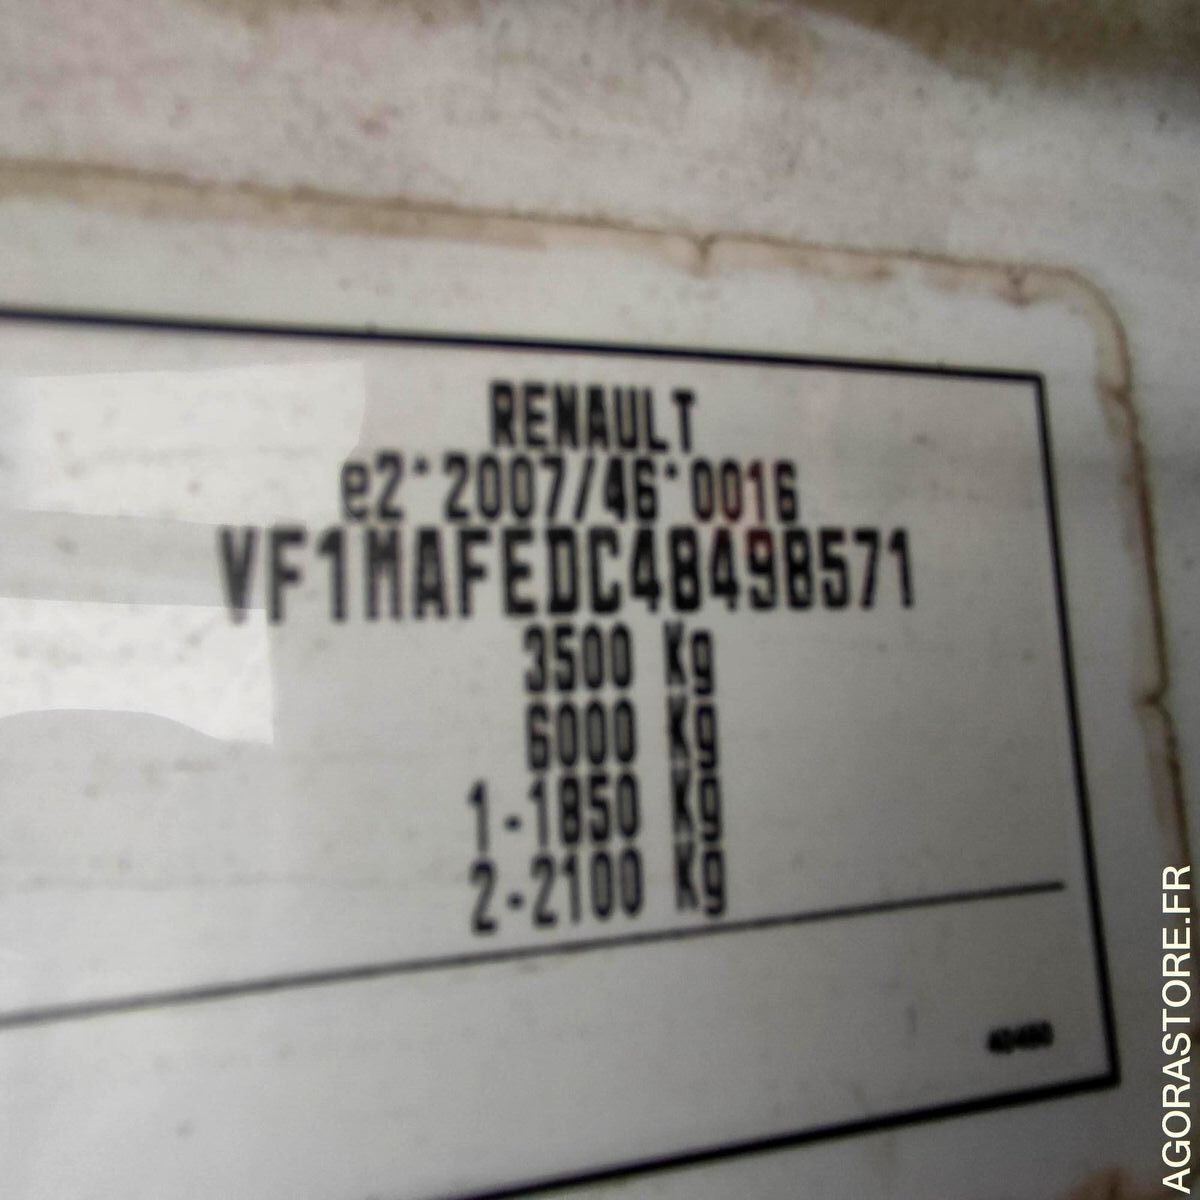 RENAULT
e2*2007/46*0016
VF1MAFEDC48498571
3500 Kg
6000 Kg
1-1850 Kg
2-2100 Kg
AGORASTORE.FR